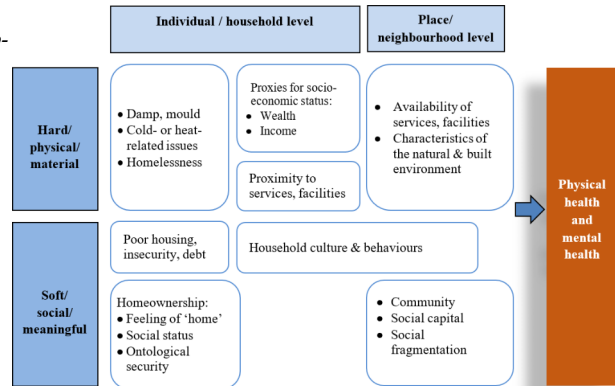 Individual / household level
Place/
neighbourhood level
Hard/
physical/
material
● Damp, mould
● Cold- or heat-
related issues
● Homelessness
Proxies for socio-
economic status:
● Wealth
● Income
Proximity to
services, facilities
● Availability of
services, facilities
● Characteristics of
the natural & built
environment
Soft/
social/
meaningful
Poor housing,
insecurity, debt
Household culture & behaviours
Homeownership:
● Feeling of ‘home’
● Social status
● Ontological
security
● Community
● Social capital
● Social
fragmentation
Physical
health
and
mental
health